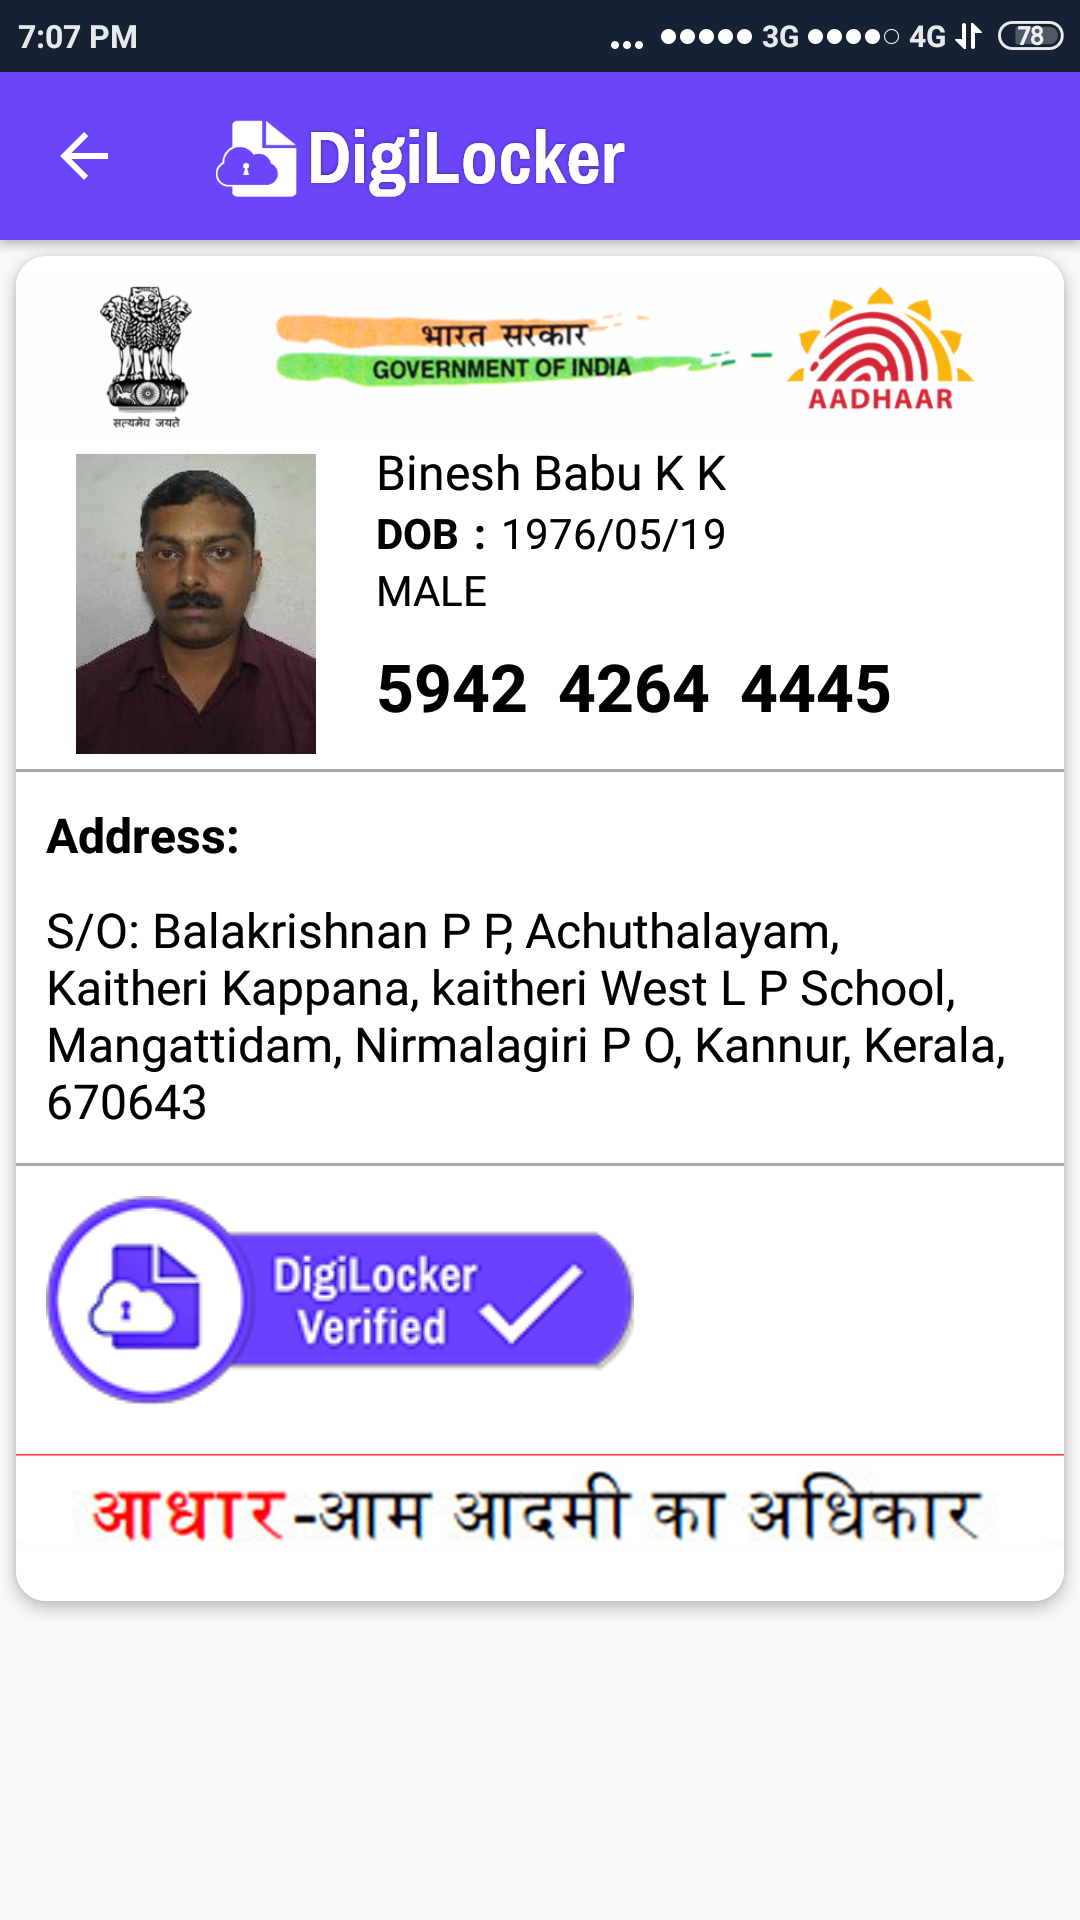 7:07 PM ... 3G 4G 78
DigiLocker
भारत सरकार
GOVERNMENT OF INDIA
AADHAAR
सत्यमेव जयते
Binesh Babu K K
DOB : 1976/05/19
MALE
5942 4264 4445
Address:
S/O: Balakrishnan P P, Achuthalayam,
Kaitheri Kappana, kaitheri West L P School,
Mangattidam, Nirmalagiri P O, Kannur, Kerala,
670643
DigiLocker
Verified
आधार-आम आदमी का अधिकार